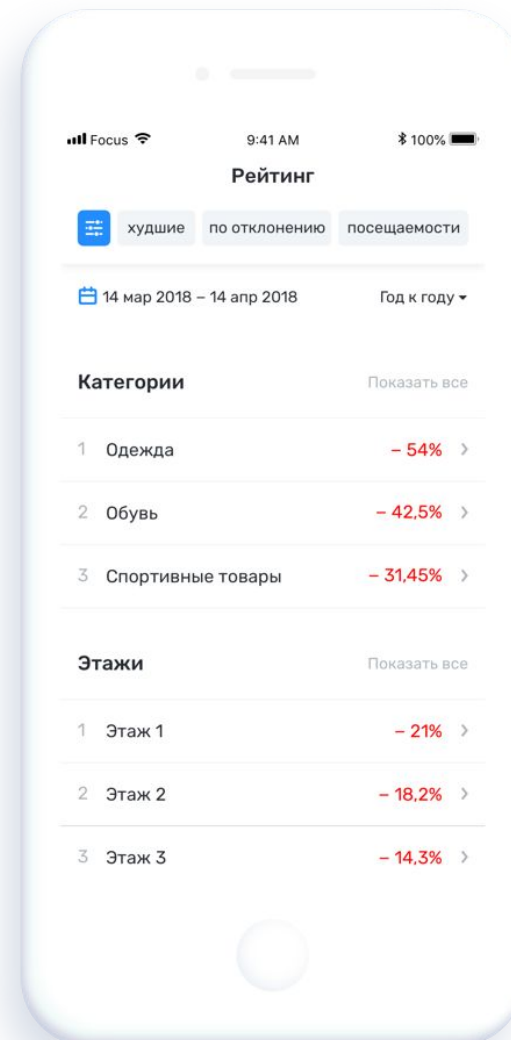 Focus 9:41 AM 100%
Рейтинг
худшие по отклонению посещаемости
14 мар 2018 – 14 апр 2018 Год к году
Категории Показать все
1 Одежда – 54%
2 Обувь – 42,5%
3 Спортивные товары – 31,45%
Этажи Показать все
1 Этаж 1 – 21%
2 Этаж 2 – 18,2%
3 Этаж 3 – 14,3%